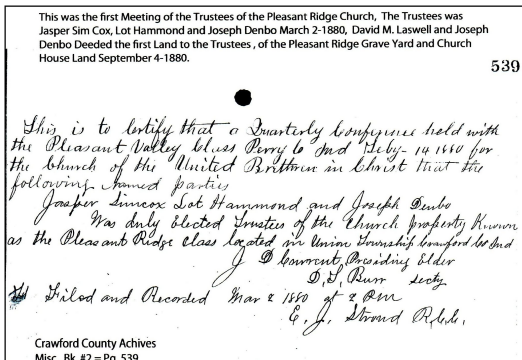 This was the first Meeting of the Trustees of the Pleasant Ridge Church, The Trustees was
Jasper Sim Cox, Lot Hammond and Joseph Denbo March 2-1880, David M. Laswell and Joseph
Denbo Deeded the first Land to the Trustees , of the Pleasant Ridge Grave Yard and Church
House Land September 4-1880.
539
This is to Certify that a Quarterly Conference held with
the Pleasant Valley Class Perry Co Ind Feby- 14 1880 for
the Church of the United Brethren in Christ that the
following Named parties
Jasper Simcox Lot Hammond and Joseph Denbo
Was duly Elected Trustees of the Church property Known
as the Pleasant Ridge Class located in Union Township Crawford Co Ind
J D Current, Presiding Elder
D. S. Burr secty
Filed and Recorded Mar 2 1880 at 2 P.M
E. J. Stroud R.C.C.
Crawford County Achives
Misc. Bk. #2 = Pg. 539